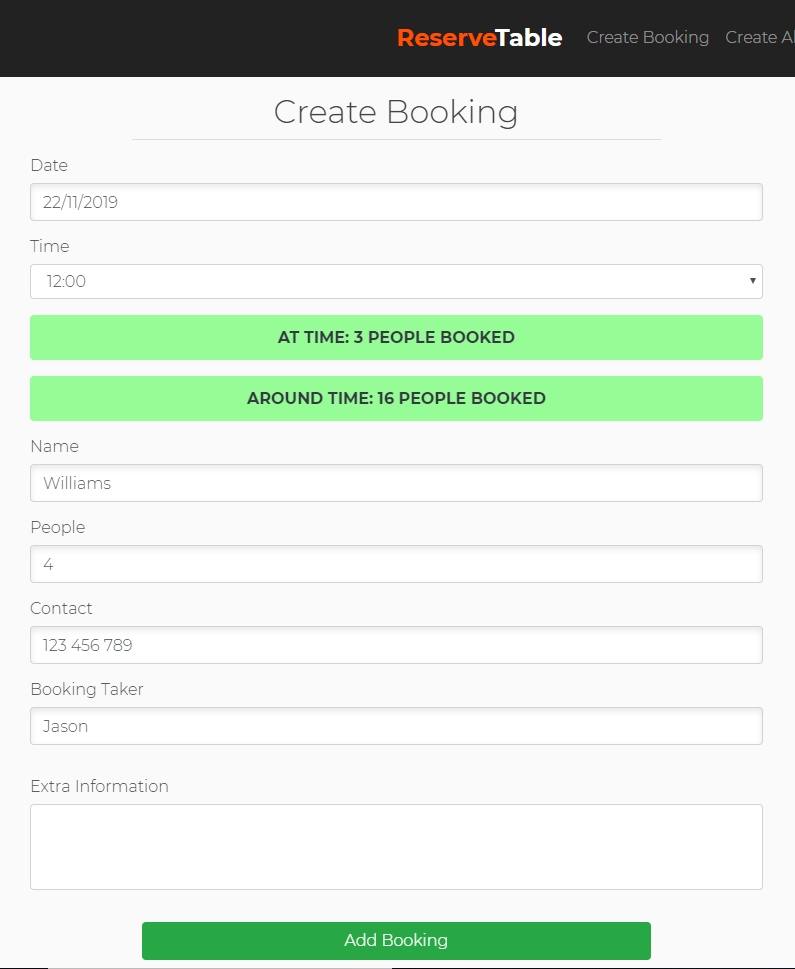 ReserveTable Create Booking Create Al
Create Booking
Date
22/11/2019
Time
12:00
AT TIME: 3 PEOPLE BOOKED
AROUND TIME: 16 PEOPLE BOOKED
Name
Williams
People
4
Contact
123 456 789
Booking Taker
Jason
Extra Information
Add Booking